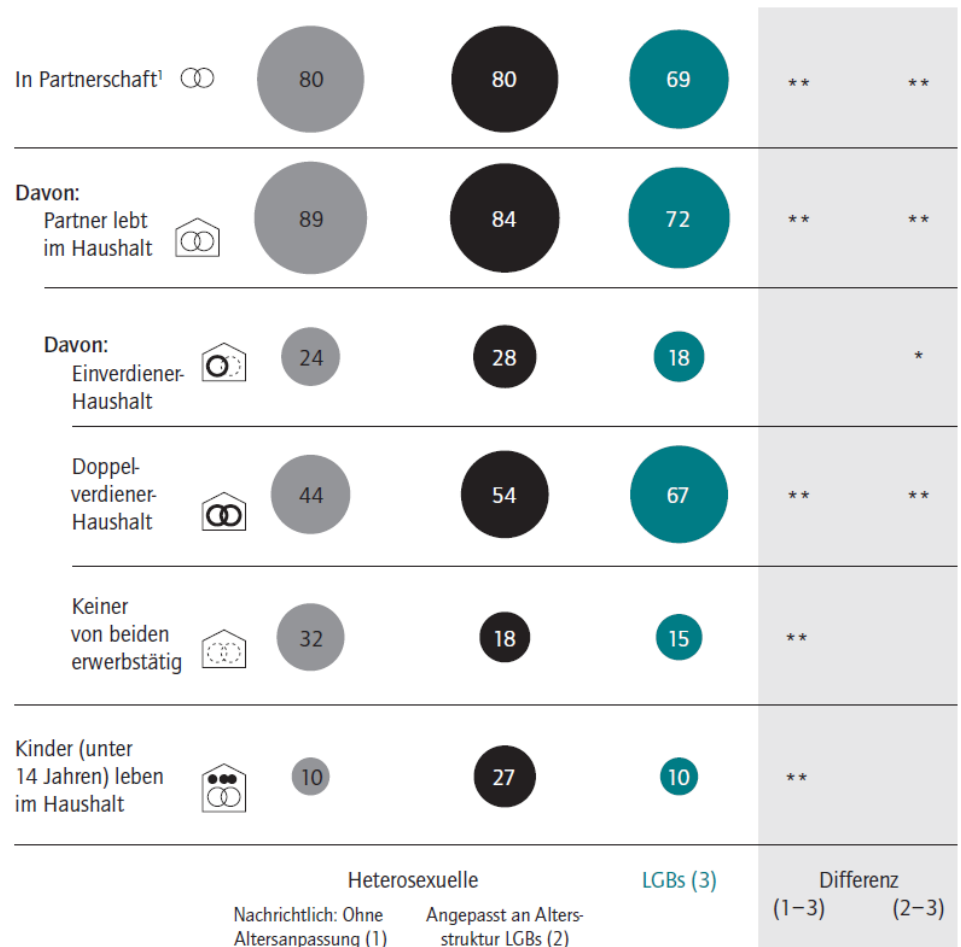 In Partnerschaft¹ 80 80 69 ** **
Davon:
Partner lebt
im Haushalt 89 84 72 ** **
Davon:
Einverdiener-
Haushalt 24 28 18 *
Doppel-
verdiener-
Haushalt 44 54 67 ** **
Keiner
von beiden
erwerbstätig 32 18 15 **
Kinder (unter
14 Jahren) leben
im Haushalt 10 27 10 **
Heterosexuelle LGBs (3) Differenz
Nachrichtlich: Ohne
Altersanpassung (1)
Angepasst an Alters-
struktur LGBs (2)
(1–3) (2–3)